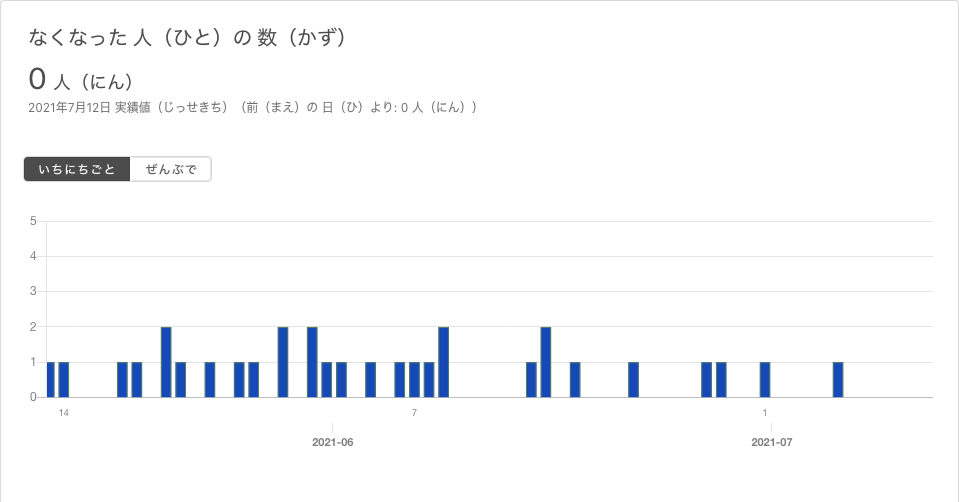 なくなった 人（ひと）の 数（かず）
0 人（にん）
2021年7月12日 実績値（じっせきち）（前（まえ）の 日（ひ）より: 0 人（にん））
いちにちごと ぜんぶで
5
4
3
2
1
0
14 7 1
2021-06 2021-07